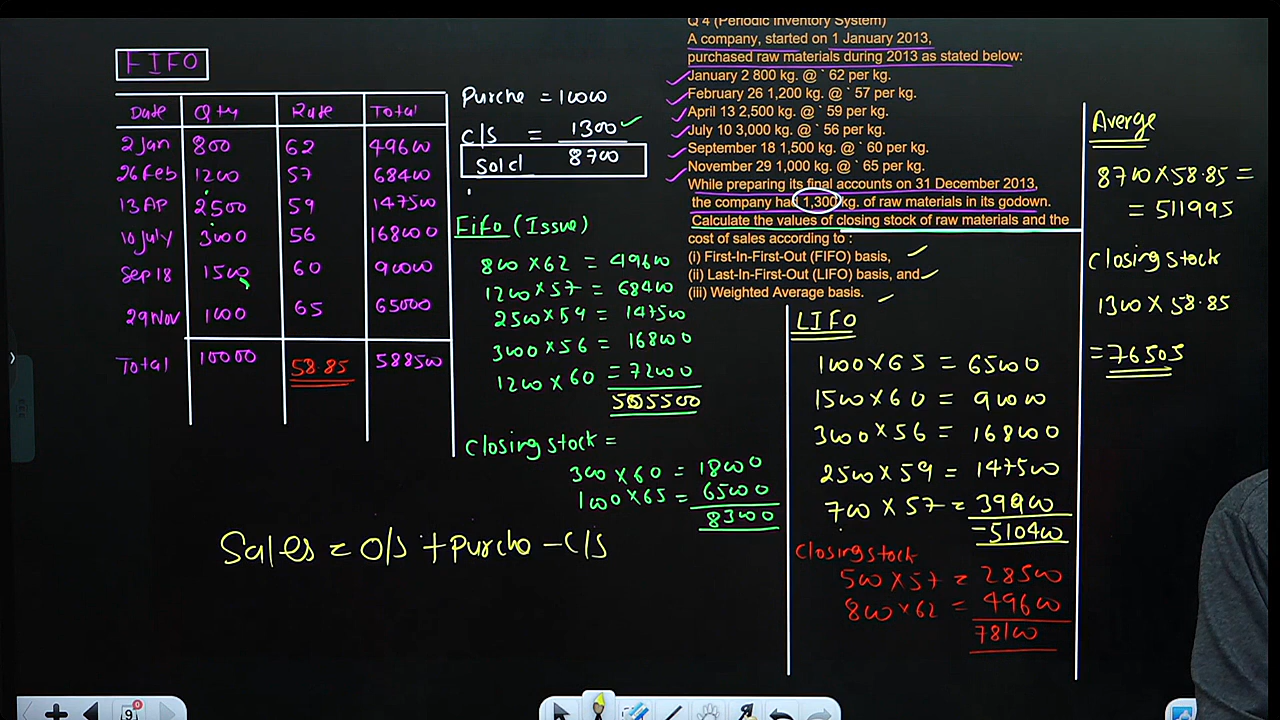 FIFO
Date Qty Rate Total
2 Jan 800 62 49600
26 Feb 1200 57 68400
13 AP 2500 59 147500
10 July 3000 56 168000
Sep 18 1500 60 90000
29 Nov 1000 65 65000
Total 10000 58.85 588500
Purche = 10000
C/S = 1300
Sold 8700
Fifo (Issue)
800 × 62 = 49600
1200 × 57 = 68400
2500 × 59 = 147500
3000 × 56 = 168000
1200 × 60 = 72000
505500
Closing stock =
300 × 60 = 18000
1000 × 65 = 65000
83000
Sales = O/S + purcho - C/S
Q 4 (Periodic Inventory System)
A company, started on 1 January 2013,
purchased raw materials during 2013 as stated below:
January 2 800 kg. @ ` 62 per kg.
February 26 1,200 kg. @ ` 57 per kg.
April 13 2,500 kg. @ ` 59 per kg.
July 10 3,000 kg. @ ` 56 per kg.
September 18 1,500 kg. @ ` 60 per kg.
November 29 1,000 kg. @ ` 65 per kg.
While preparing its final accounts on 31 December 2013,
the company had 1,300 kg. of raw materials in its godown.
Calculate the values of closing stock of raw materials and the
cost of sales according to :
(i) First-In-First-Out (FIFO) basis,
(ii) Last-In-First-Out (LIFO) basis, and
(iii) Weighted Average basis.
LIFO
1000 × 65 = 65000
1500 × 60 = 90000
3000 × 56 = 168000
2500 × 59 = 147500
700 × 57 = 39900
= 510400
Closing stock
500 × 57 = 28500
800 × 62 = 49600
78100
Averge
8700 × 58.85 =
= 511995
Closing stock
1300 × 58.85
= 76505
9
0